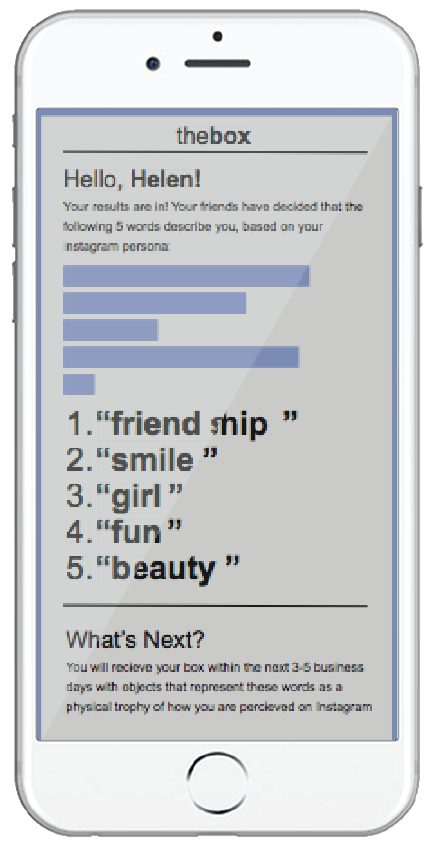 thebox
Hello, Helen!
Your results are in! Your friends have decided that the
following 5 words describe you, based on your
instagram persona:
1.“friend ship ”
2.“smile ”
3.“girl ”
4.“fun ”
5.“beauty ”
What's Next?
You will recieve your box within the next 3-5 business
days with objects that represent these words as a
physical trophy of how you are percieved on Instagram